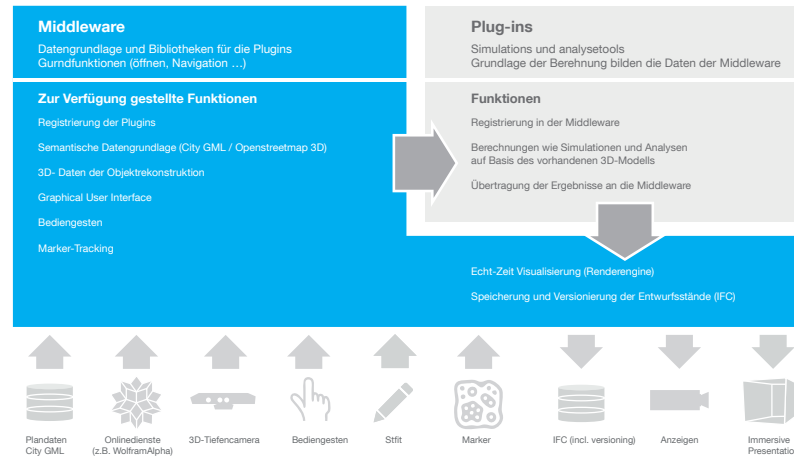 Middleware
Datengrundlage und Bibliotheken für die Plugins
Gurndfunktionen (öffnen, Navigation ...)
Plug-ins
Simulations und analysetools
Grundlage der Berehnung bilden die Daten der Middleware
Zur Verfügung gestellte Funktionen
Registrierung der Plugins
Semantische Datengrundlage (City GML / Openstreetmap 3D)
3D- Daten der Objektrekonstruktion
Graphical User Interface
Bediengesten
Marker-Tracking
Funktionen
Registrierung in der Middleware
Berechnungen wie Simulationen und Analysen
auf Basis des vorhandenen 3D-Modells
Übertragung der Ergebnisse an die Middleware
Echt-Zeit Visualisierung (Renderengine)
Speicherung und Versionierung der Entwurfsstände (IFC)
Plandaten
City GML
Onlinedienste
(z.B. WolframAlpha)
3D-Tiefencamera
Bediengesten
Stfit
Marker
IFC (incl. versioning)
Anzeigen
Immersive
Presentatio